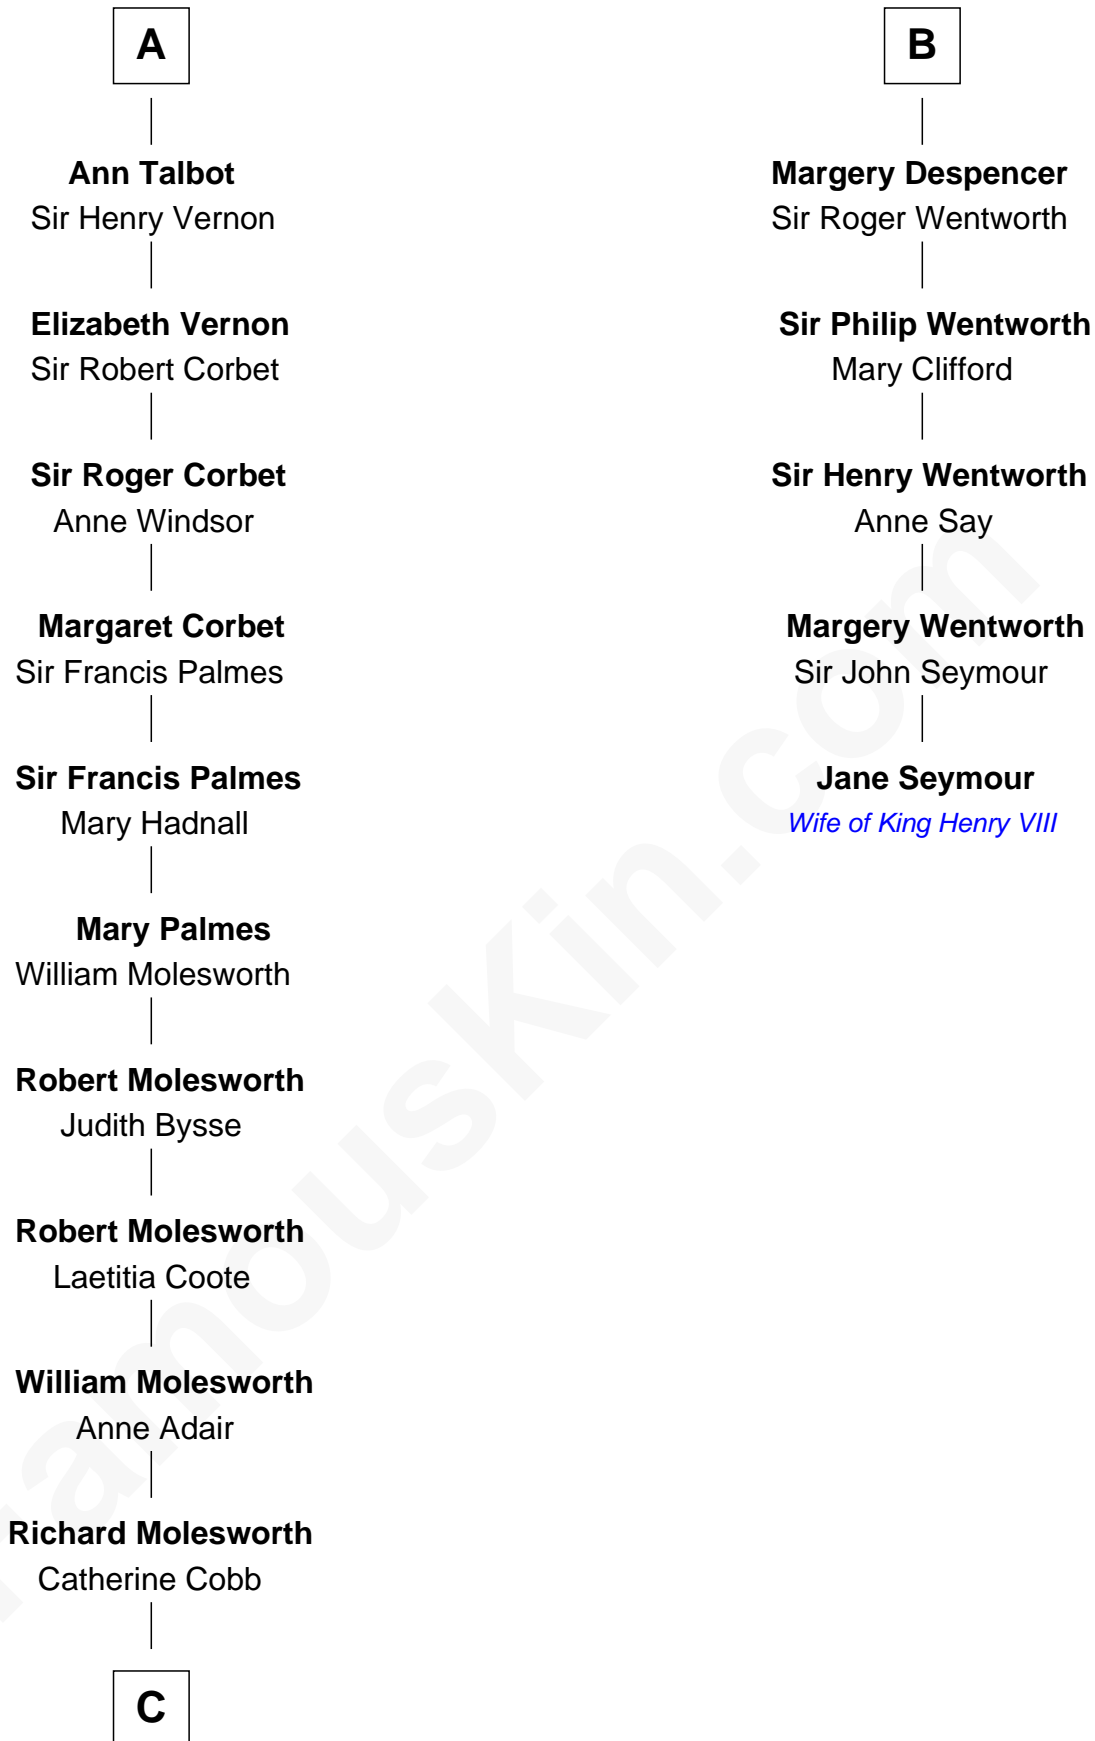 A
Ann Talbot
Sir Henry Vernon
Elizabeth Vernon
Sir Robert Corbet
Sir Roger Corbet
Anne Windsor
Margaret Corbet
Sir Francis Palmes
Sir Francis Palmes
Mary Hadnall
Mary Palmes
William Molesworth
Robert Molesworth
Judith Bysse
Robert Molesworth
Laetitia Coote
William Molesworth
Anne Adair
Richard Molesworth
Catherine Cobb
C
B
Margery Despencer
Sir Roger Wentworth
Sir Philip Wentworth
Mary Clifford
Sir Henry Wentworth
Anne Say
Margery Wentworth
Sir John Seymour
Jane Seymour
Wife of King Henry VIII
FamousKin.com